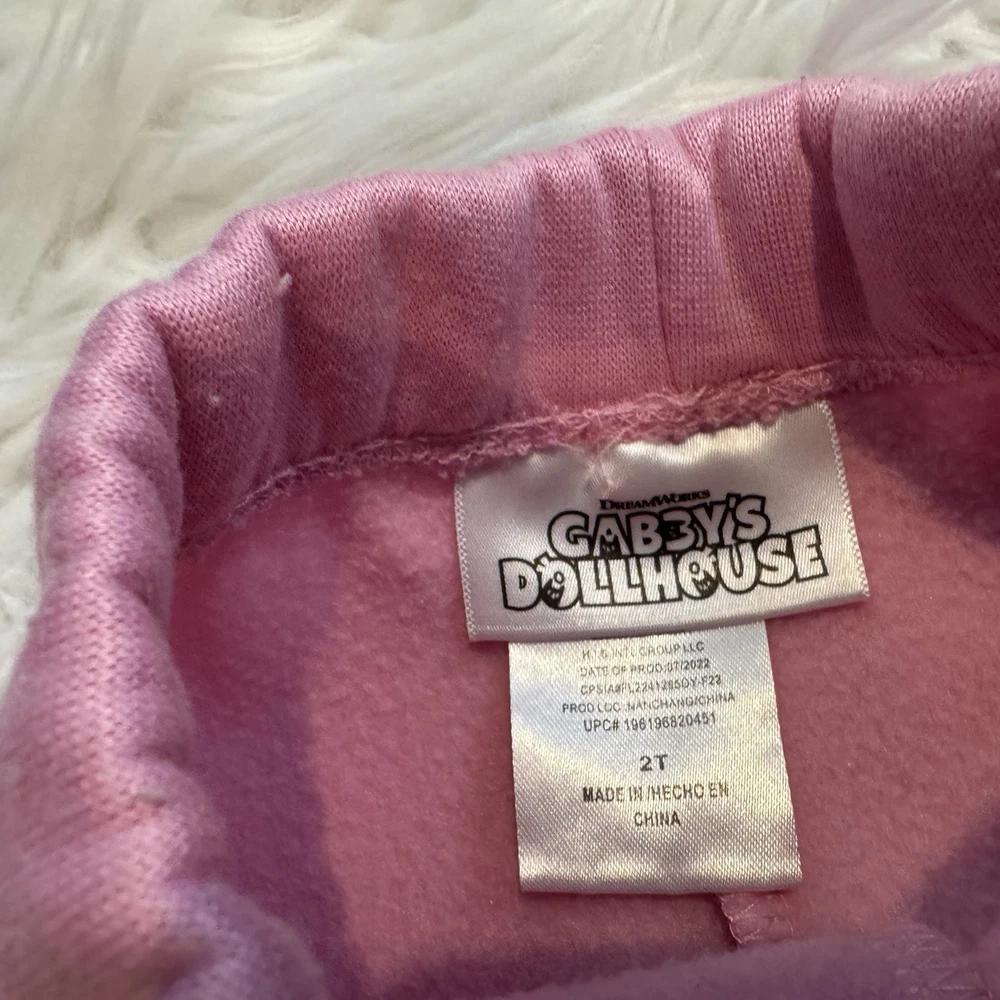 DREAMWORKS
GABBY'S
DOLLHOUSE
H.I.S. INTL GROUP LLC
DATE OF PROD:07/2022
PROD LOC :NANCHANG/CHINA
UPC# 196196820451
2T
MADE IN /HECHO EN
CHINA